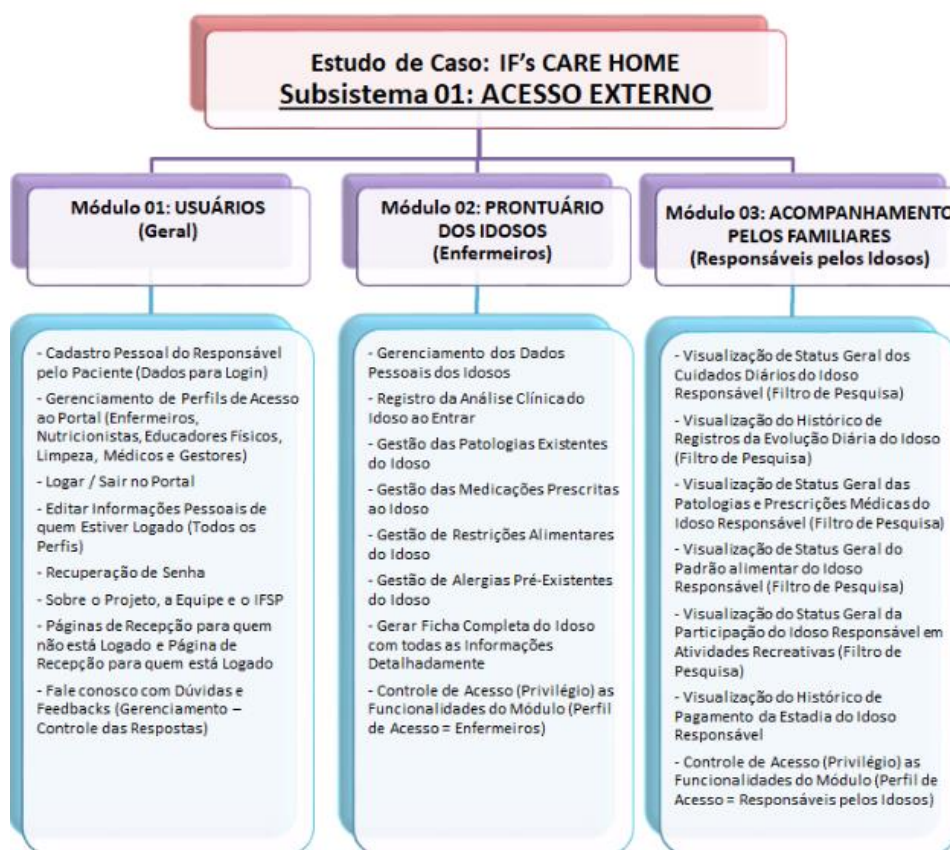 Estudo de Caso: IF's CARE HOME
Subsistema 01: ACESSO EXTERNO
Módulo 01: USUÁRIOS
(Geral)
Módulo 02: PRONTUÁRIO
DOS IDOSOS
(Enfermeiros)
Módulo 03: ACOMPANHAMENTO
PELOS FAMILIARES
(Responsáveis pelos Idosos)
- Cadastro Pessoal do Responsável
pelo Paciente (Dados para Login)
- Gerenciamento de Perfils de Acesso
ao Portal (Enfermeiros,
Nutricionistas, Educadores Físicos,
Limpeza, Médicos e Gestores)
- Logar / Sair no Portal
- Editar Informações Pessoais de
quem Estiver Logado (Todos os
Perfis)
- Recuperação de Senha
- Sobre o Projeto, a Equipe e o IFSP
- Páginas de Recepção para quem
não está Logado e Página de
Recepção para quem está Logado
- Fale conosco com Dúvidas e
Feedbacks (Gerenciamento –
Controle das Respostas)
- Gerenciamento dos Dados
Pessoais dos Idosos
- Registro da Análise Clínica do
Idoso ao Entrar
- Gestão das Patologias Existentes
do Idoso
- Gestão das Medicações Prescritas
ao Idoso
- Gestão de Restrições Alimentares
do Idoso
- Gestão de Alergias Pré-Existentes
do Idoso
- Gerar Ficha Completa do Idoso
com todas as Informações
Detalhadamente
- Controle de Acesso (Privilégio) as
Funcionalidades do Módulo (Perfil
de Acesso = Enfermeiros)
- Visualização de Status Geral dos
Cuidados Diários do Idoso
Responsável (Filtro de Pesquisa)
- Visualização do Histórico de
Registros da Evolução Diária do Idoso
(Filtro de Pesquisa)
- Visualização de Status Geral das
Patologias e Prescrições Médicas do
Idoso Responsável (Filtro de Pesquisa)
- Visualização de Status Geral do
Padrão alimentar do Idoso
Responsável (Filtro de Pesquisa)
- Visualização do Status Geral da
Participação do Idoso Responsável em
Atividades Recreativas (Filtro de
Pesquisa)
- Visualização do Histórico de
Pagamento da Estadia do Idoso
Responsável
- Controle de Acesso (Privilégio) as
Funcionalidades do Módulo (Perfil de
Acesso = Responsáveis pelos Idosos)